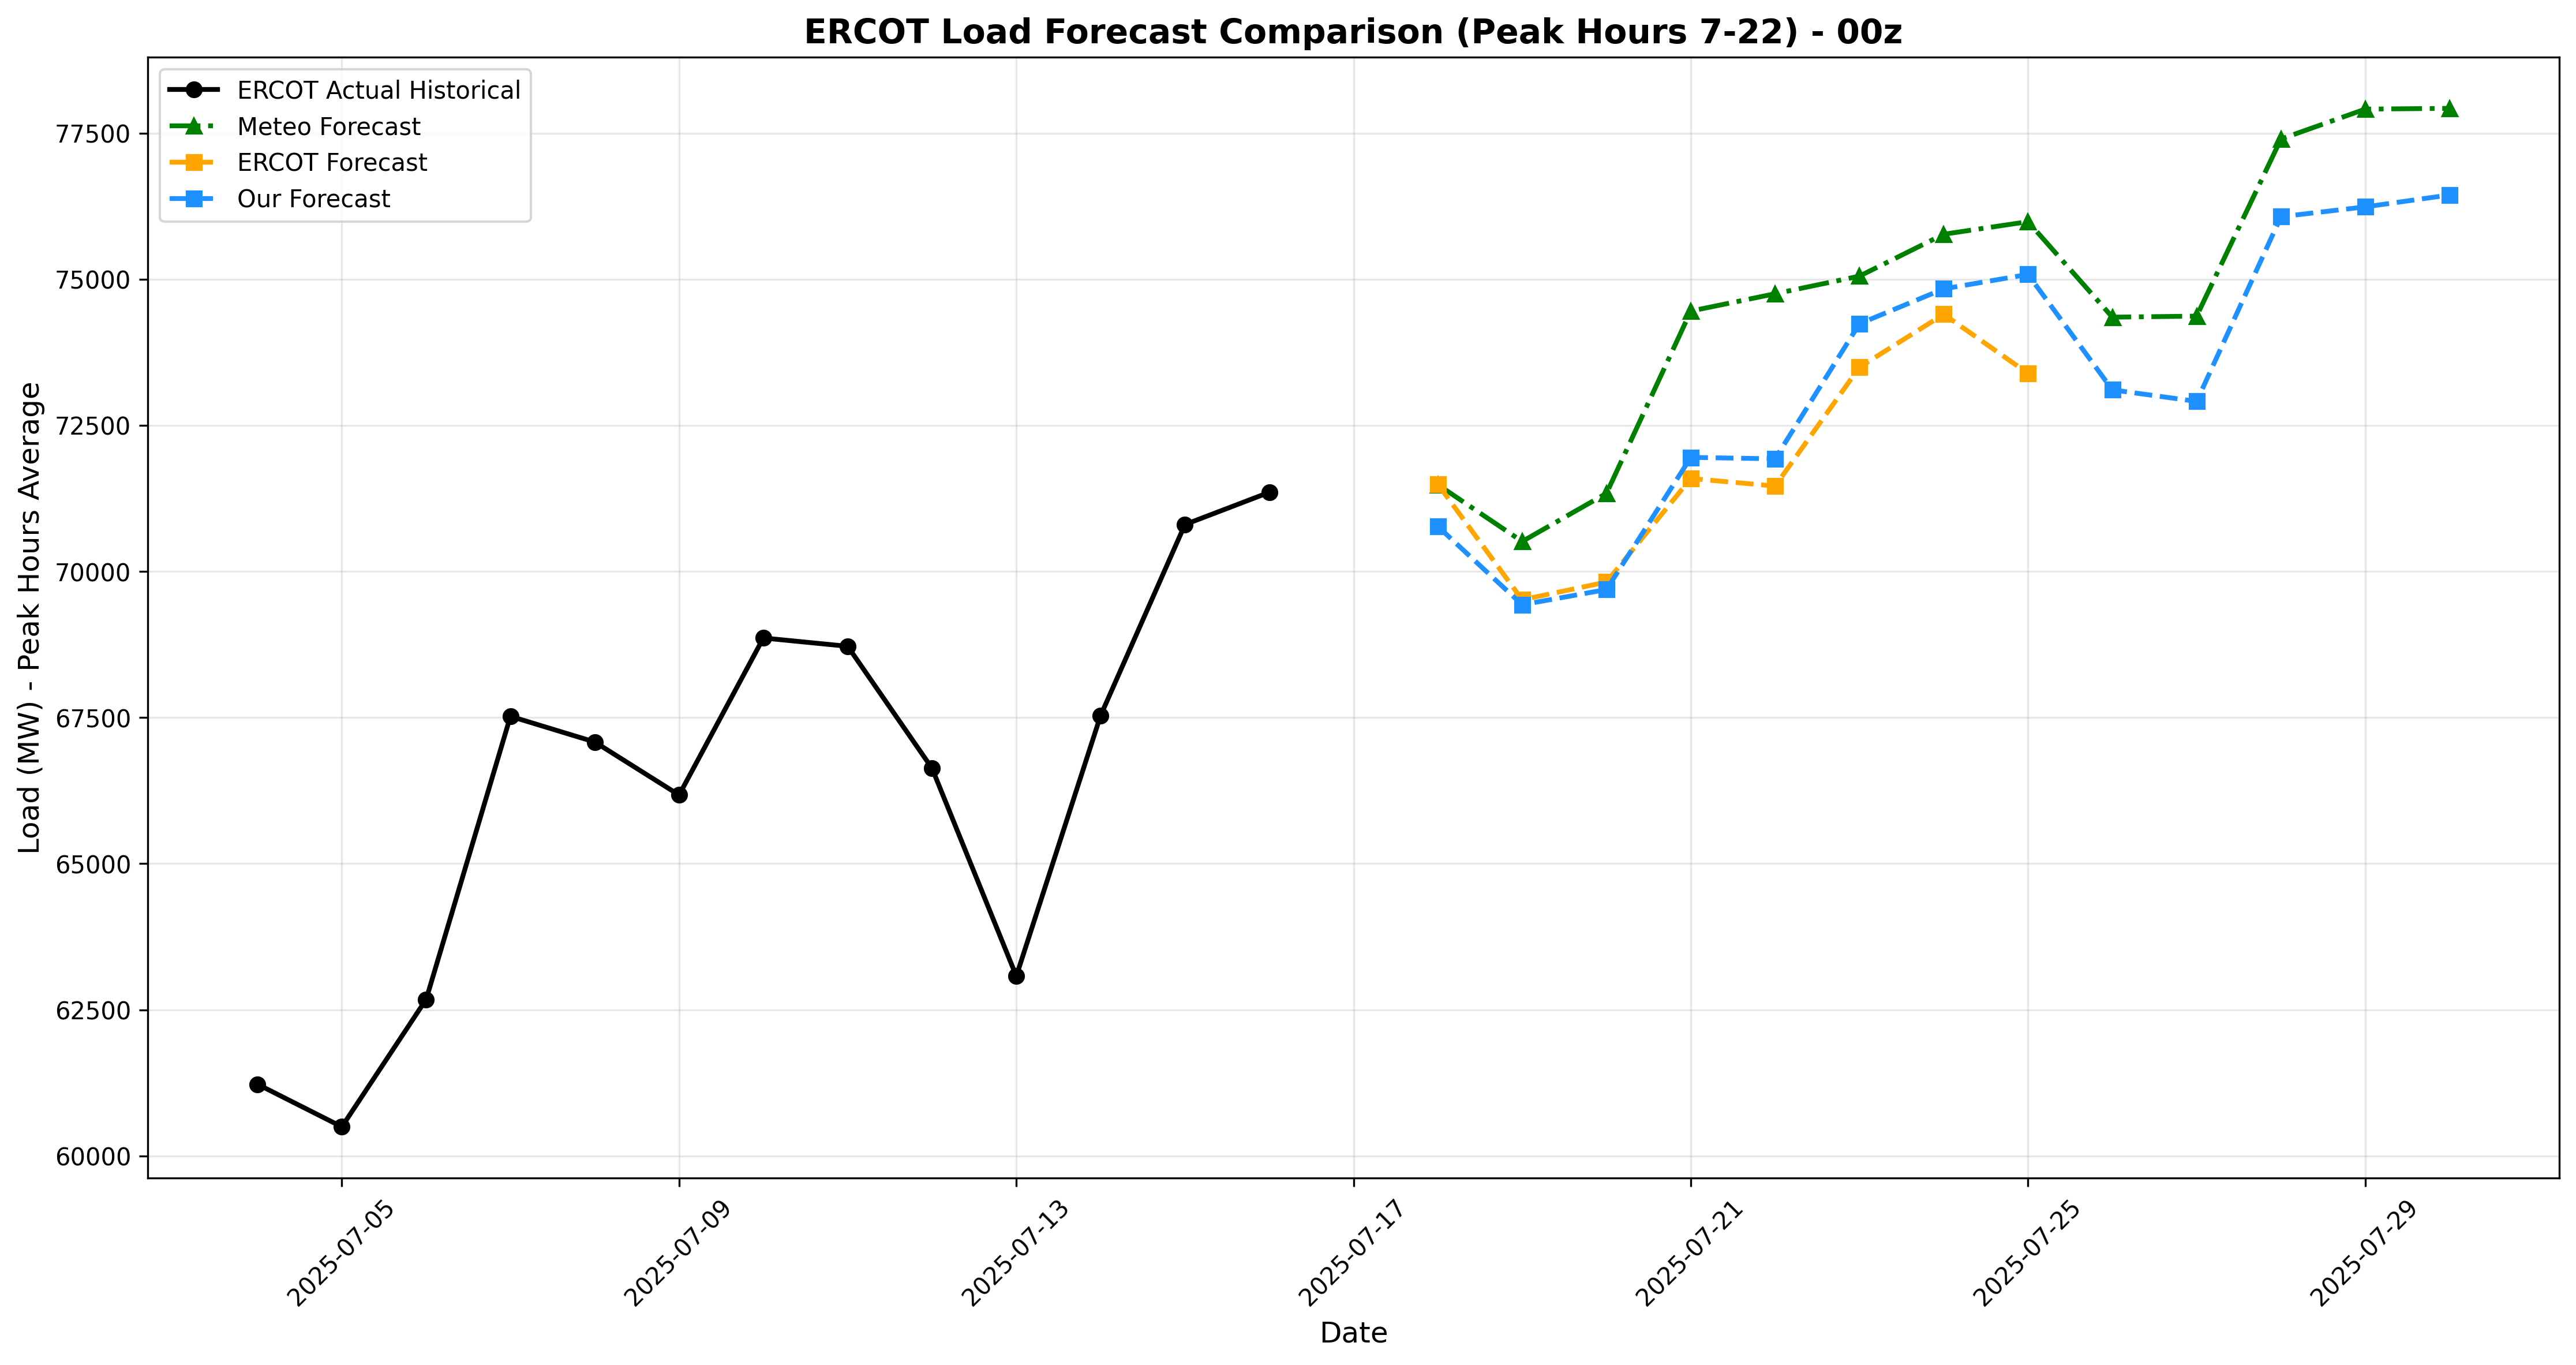 ERCOT Load Forecast Comparison (Peak Hours 7-22) - 00z
ERCOT Actual Historical
Meteo Forecast
ERCOT Forecast
Our Forecast
Load (MW) - Peak Hours Average
77500
75000
72500
70000
67500
65000
62500
60000
2025-07-05
2025-07-09
2025-07-13
2025-07-17
2025-07-21
2025-07-25
2025-07-29
Date